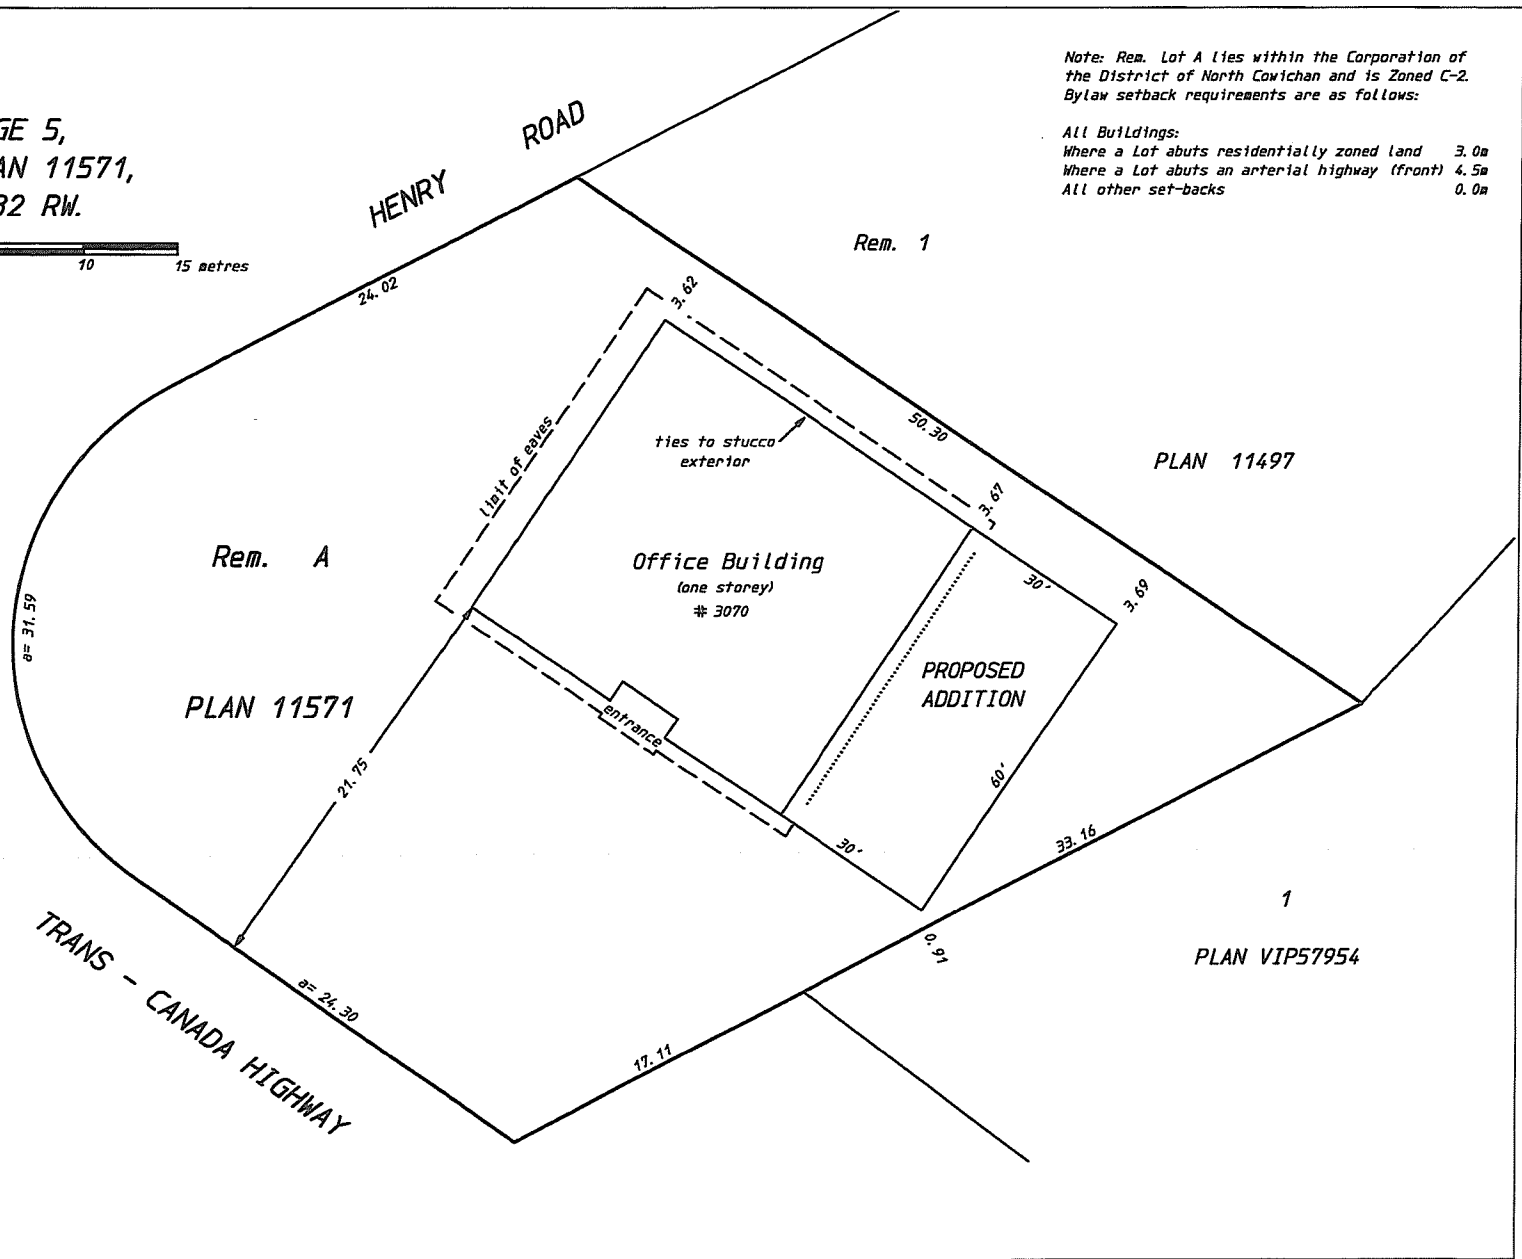 GE 5,
AN 11571,
32 RW.
10
15 metres
HENRY ROAD
Note: Rem. Lot A lies within the Corporation of
the District of North Cowichan and is Zoned C-2.
Bylaw setback requirements are as follows:
All Buildings:
Where a Lot abuts residentially zoned land 3.0m
Where a Lot abuts an arterial highway (front) 4.5m
All other set-backs 0.0m
Rem. 1
24.02
3.62
50.30
PLAN 11497
ties to stucco
exterior
limit of eaves
3.67
Rem. A
Office Building
(one storey)
# 3070
30'
3.69
a= 31.59
PROPOSED
ADDITION
PLAN 11571
entrance
21.75
60'
30'
33.16
1
PLAN VIP57954
0.91
a= 24.30
17.11
TRANS - CANADA HIGHWAY